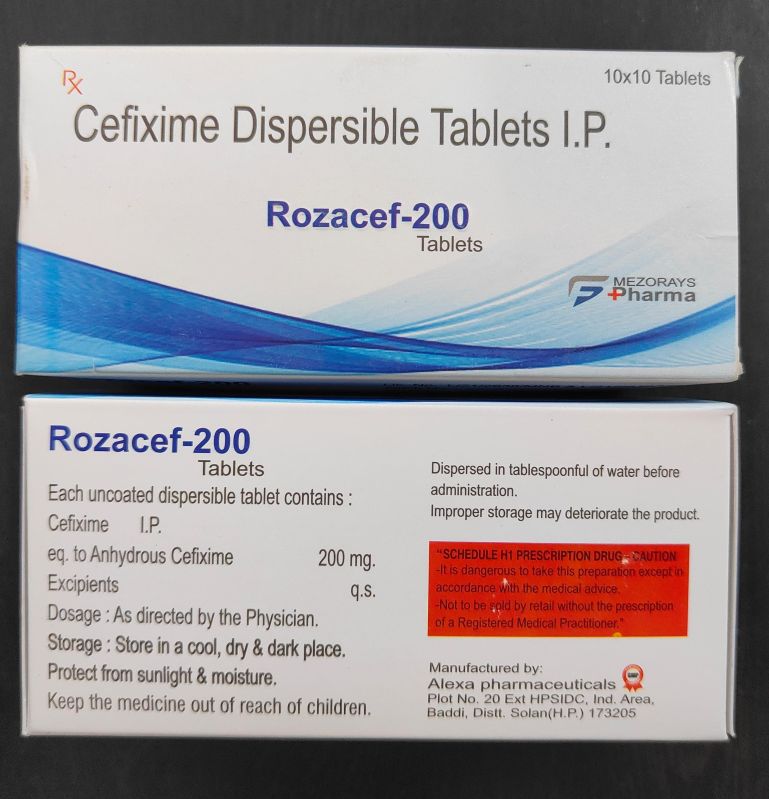 Rx
10x10 Tablets
Cefixime Dispersible Tablets I.P.
Rozacef-200
Tablets
MEZORAYS
Pharma
Rozacef-200
Tablets
Each uncoated dispersible tablet contains :
Cefixime I.P.
eq. to Anhydrous Cefixime 200 mg.
Excipients q.s.
Dosage : As directed by the Physician.
Storage : Store in a cool, dry & dark place.
Protect from sunlight & moisture.
Keep the medicine out of reach of children.
Dispersed in tablespoonful of water before
administration.
Improper storage may deteriorate the product.
"SCHEDULE H1 PRESCRIPTION DRUG - CAUTION
-It is dangerous to take this preparation except in
accordance with the medical advice.
-Not to be sold by retail without the prescription
of a Registered Medical Practitioner."
Manufactured by:
Alexa pharmaceuticals
Plot No. 20 Ext HPSIDC, Ind. Area,
Baddi, Distt. Solan(H.P.) 173205